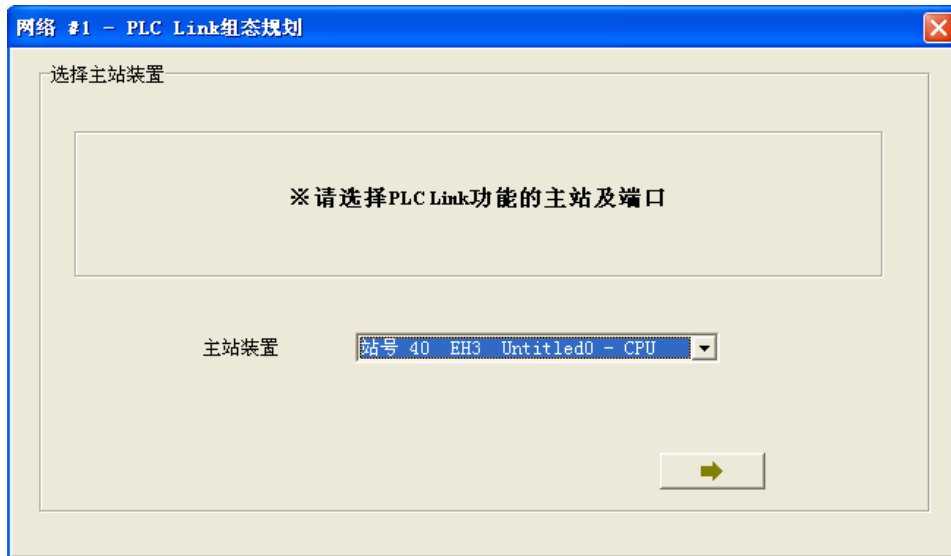 网络 #1 - PLC Link组态规划
选择主站装置
※请选择PLC Link功能的主站及端口
主站装置
站号 40 EH3 Untitled0 - CPU